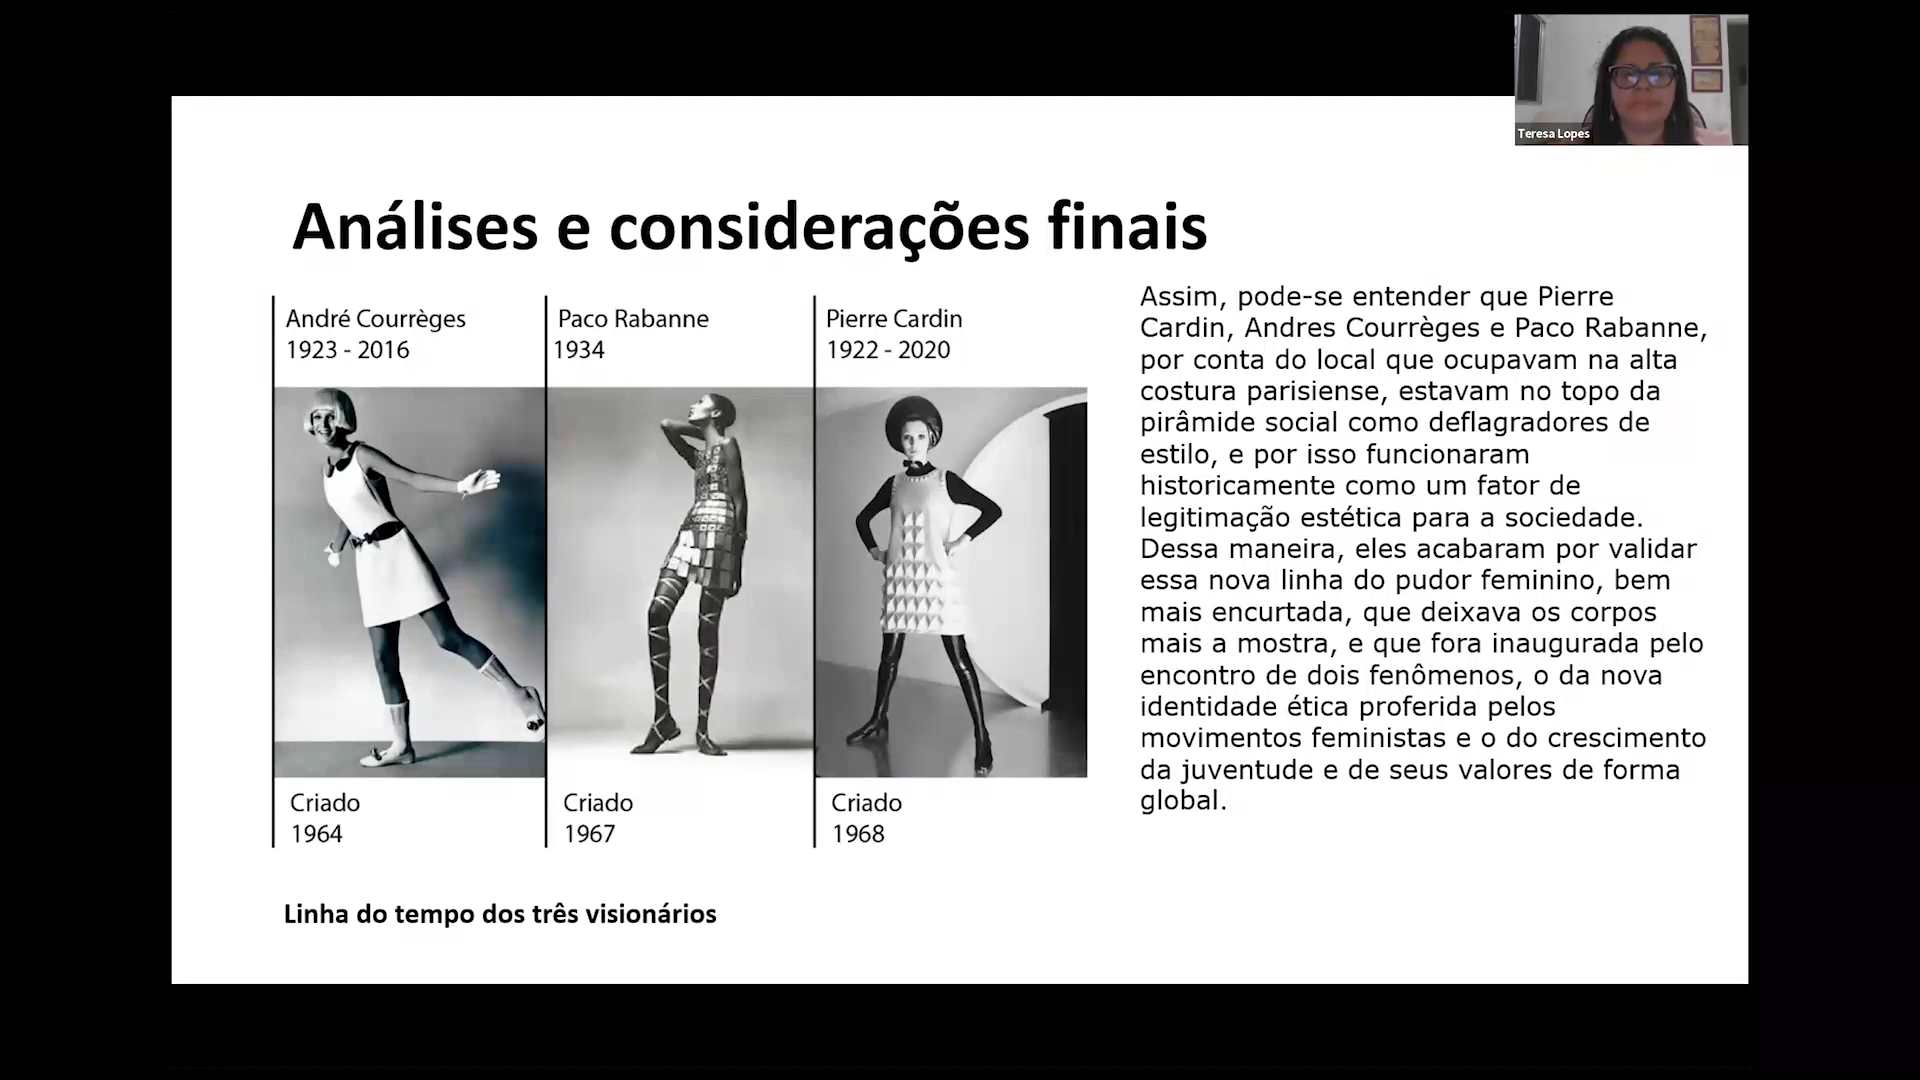 Teresa Lopes
Análises e considerações finais
André Courrèges
1923 - 2016
Paco Rabanne
1934
Pierre Cardin
1922 - 2020
Criado
1964
Criado
1967
Criado
1968
Linha do tempo dos três visionários
Assim, pode-se entender que Pierre
Cardin, Andres Courrèges e Paco Rabanne,
por conta do local que ocupavam na alta
costura parisiense, estavam no topo da
pirâmide social como deflagradores de
estilo, e por isso funcionaram
historicamente como um fator de
legitimação estética para a sociedade.
Dessa maneira, eles acabaram por validar
essa nova linha do pudor feminino, bem
mais encurtada, que deixava os corpos
mais a mostra, e que fora inaugurada pelo
encontro de dois fenômenos, o da nova
identidade ética proferida pelos
movimentos feministas e o do crescimento
da juventude e de seus valores de forma
global.